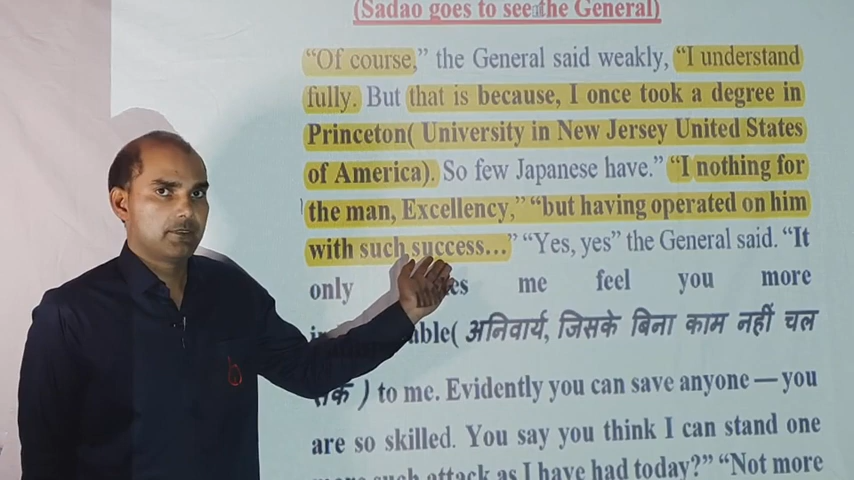 (Sadao goes to see the General)
“Of course,” the General said weakly, “I understand
fully. But that is because, I once took a degree in
Princeton( University in New Jersey United States
of America). So few Japanese have.” “I nothing for
the man, Excellency,” “but having operated on him
with such success…” “Yes, yes” the General said. “It
only me feel you more
( अनिवार्य, जिसके बिना काम नहीं चल
) to me. Evidently you can save anyone—you
are so skilled. You say you think I can stand one
more such attack as I have had today?” “Not more